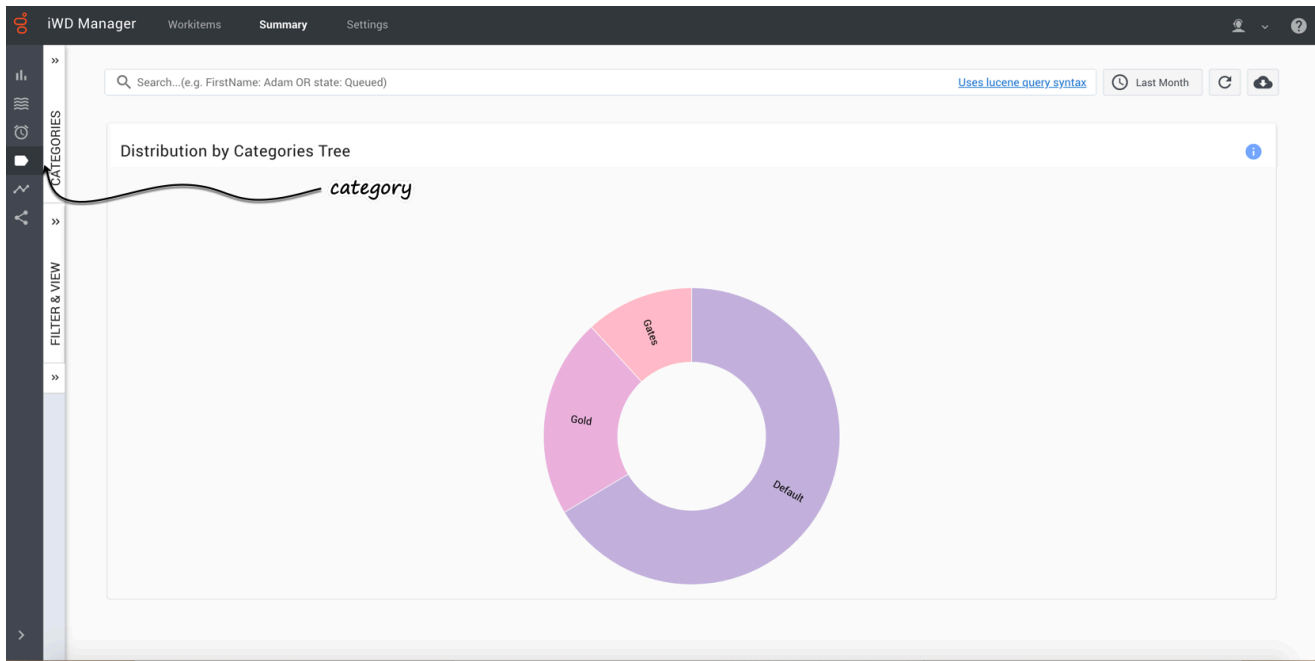 iWD Manager Workitems Summary Settings
Search...(e.g. FirstName: Adam OR state: Queued) Uses lucene query syntax Last Month
CATEGORIES
Distribution by Categories Tree
category
FILTER & VIEW
Gates
Gold
Default